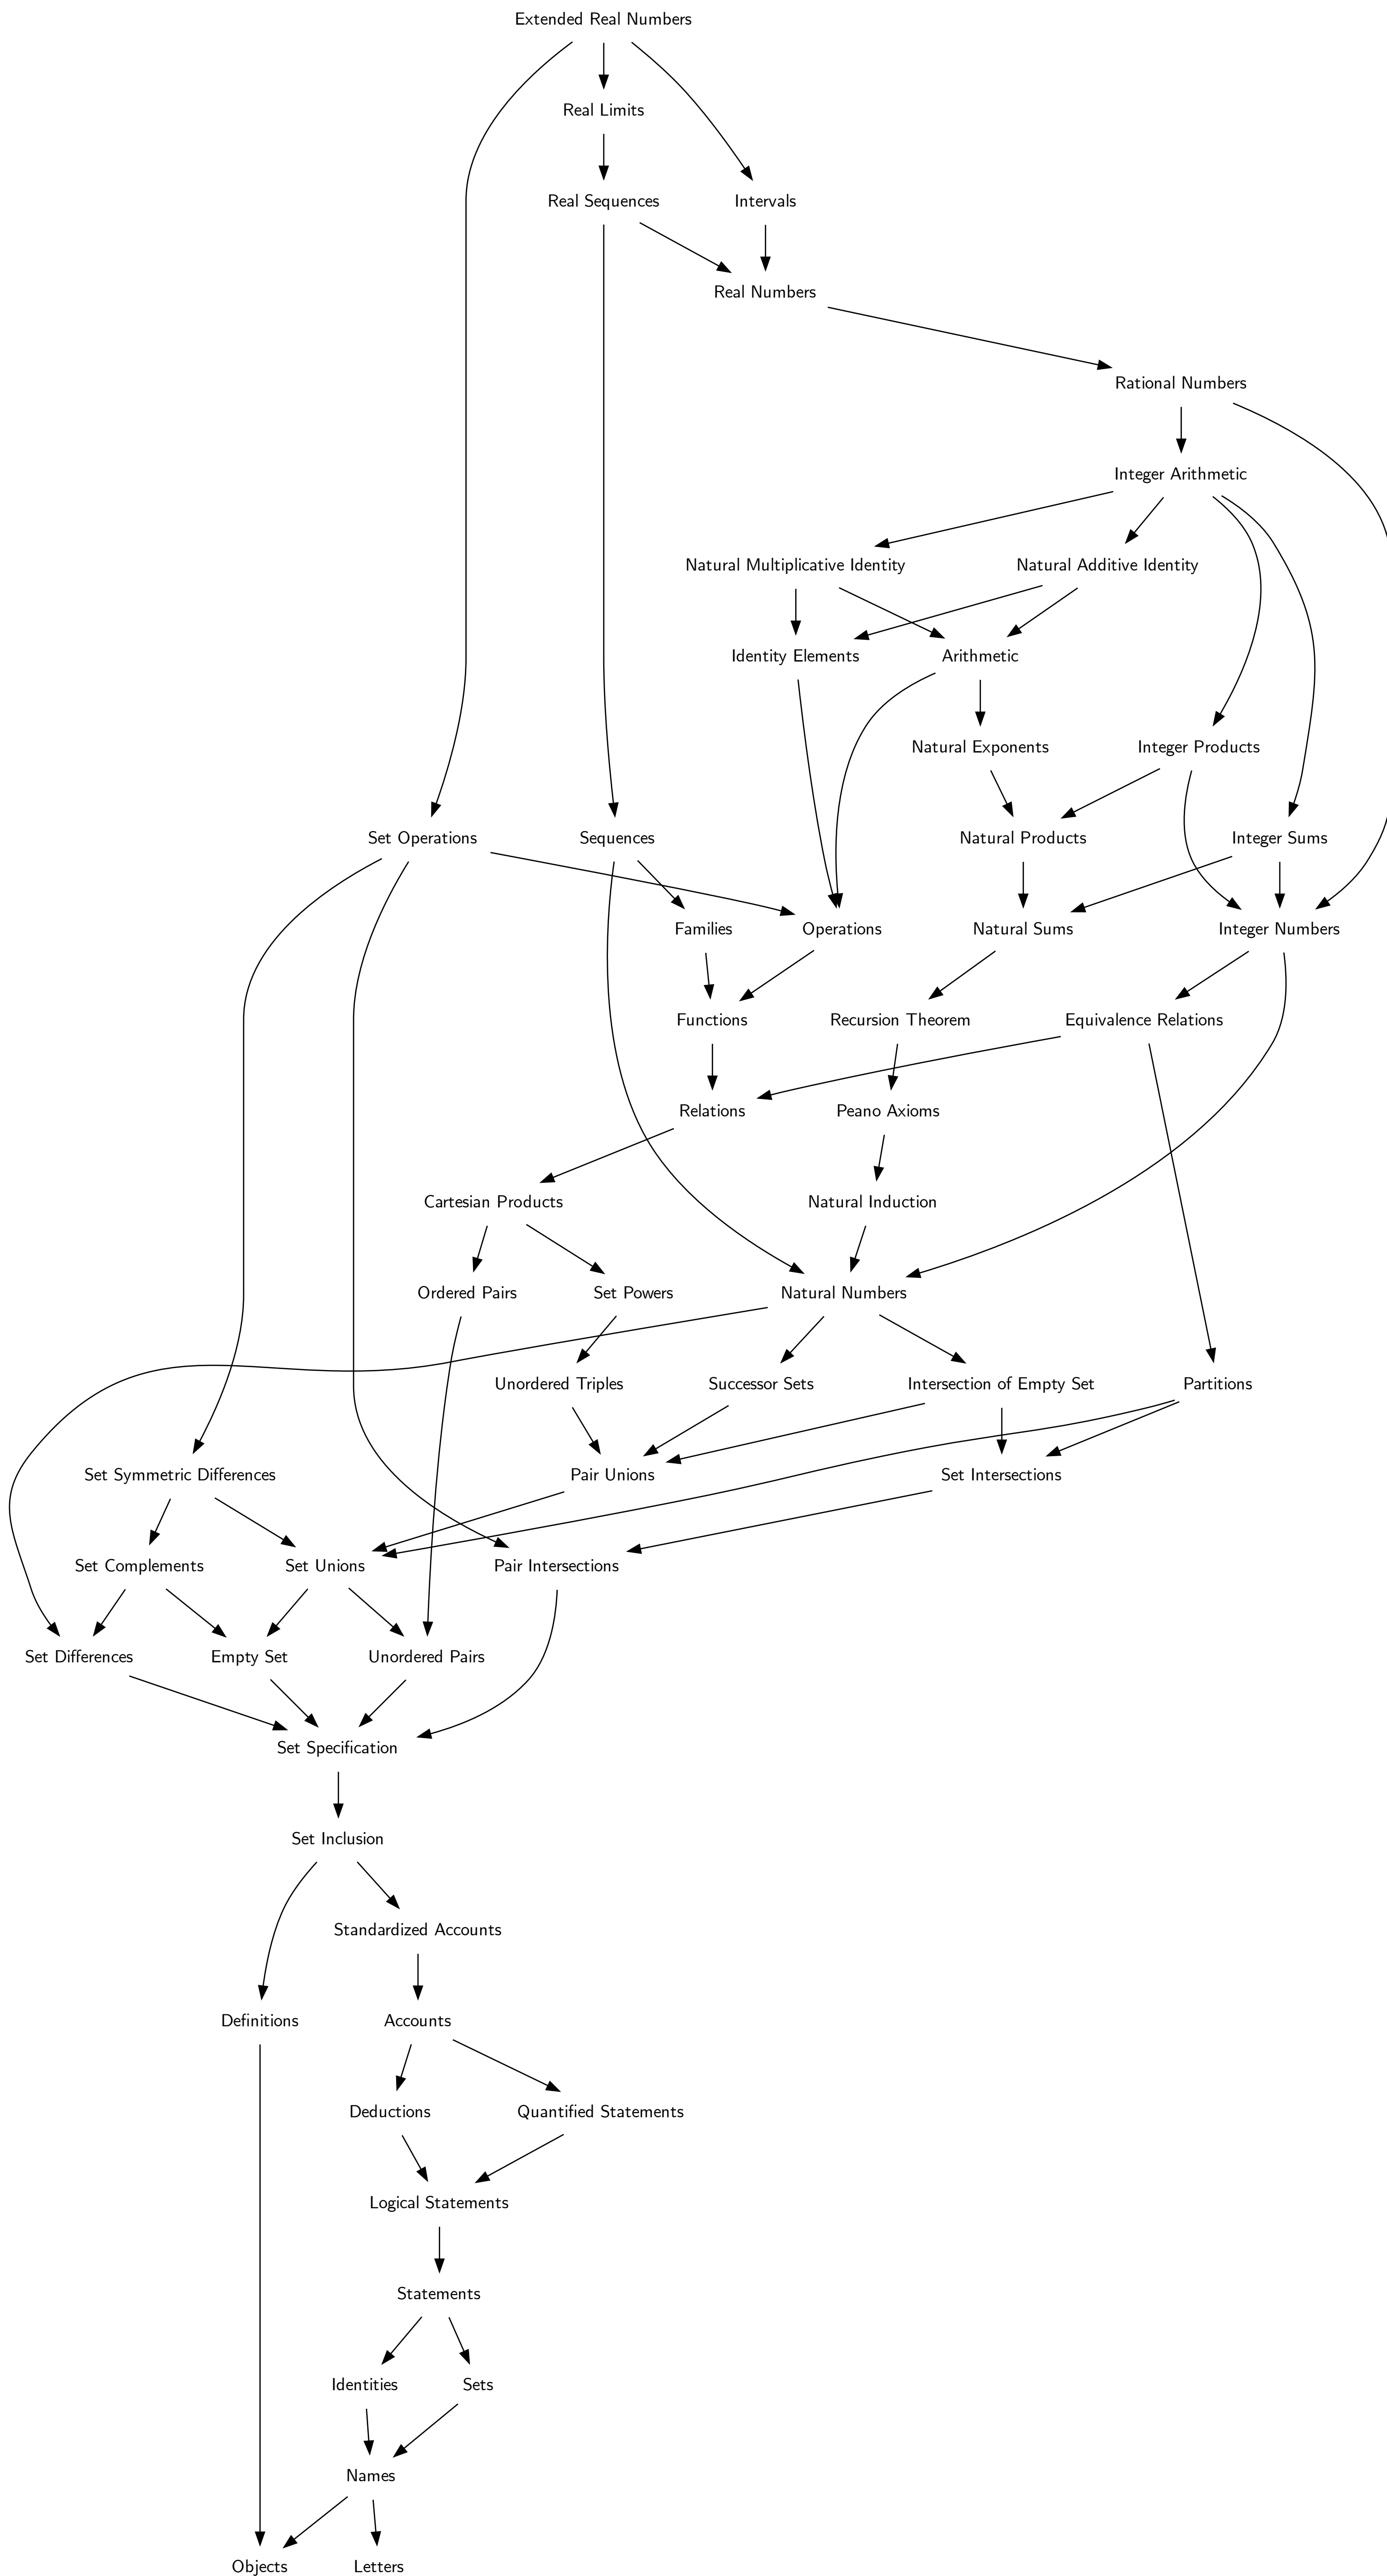 Extended Real Numbers
Real Limits
Real Sequences
Intervals
Real Numbers
Rational Numbers
Integer Arithmetic
Natural Multiplicative Identity
Natural Additive Identity
Identity Elements
Arithmetic
Natural Exponents
Integer Products
Set Operations
Sequences
Natural Products
Integer Sums
Families
Operations
Natural Sums
Integer Numbers
Functions
Recursion Theorem
Equivalence Relations
Relations
Peano Axioms
Cartesian Products
Natural Induction
Ordered Pairs
Set Powers
Natural Numbers
Unordered Triples
Successor Sets
Intersection of Empty Set
Partitions
Set Symmetric Differences
Pair Unions
Set Intersections
Set Complements
Set Unions
Pair Intersections
Set Differences
Empty Set
Unordered Pairs
Set Specification
Set Inclusion
Standardized Accounts
Definitions
Accounts
Deductions
Quantified Statements
Logical Statements
Statements
Identities
Sets
Names
Objects
Letters